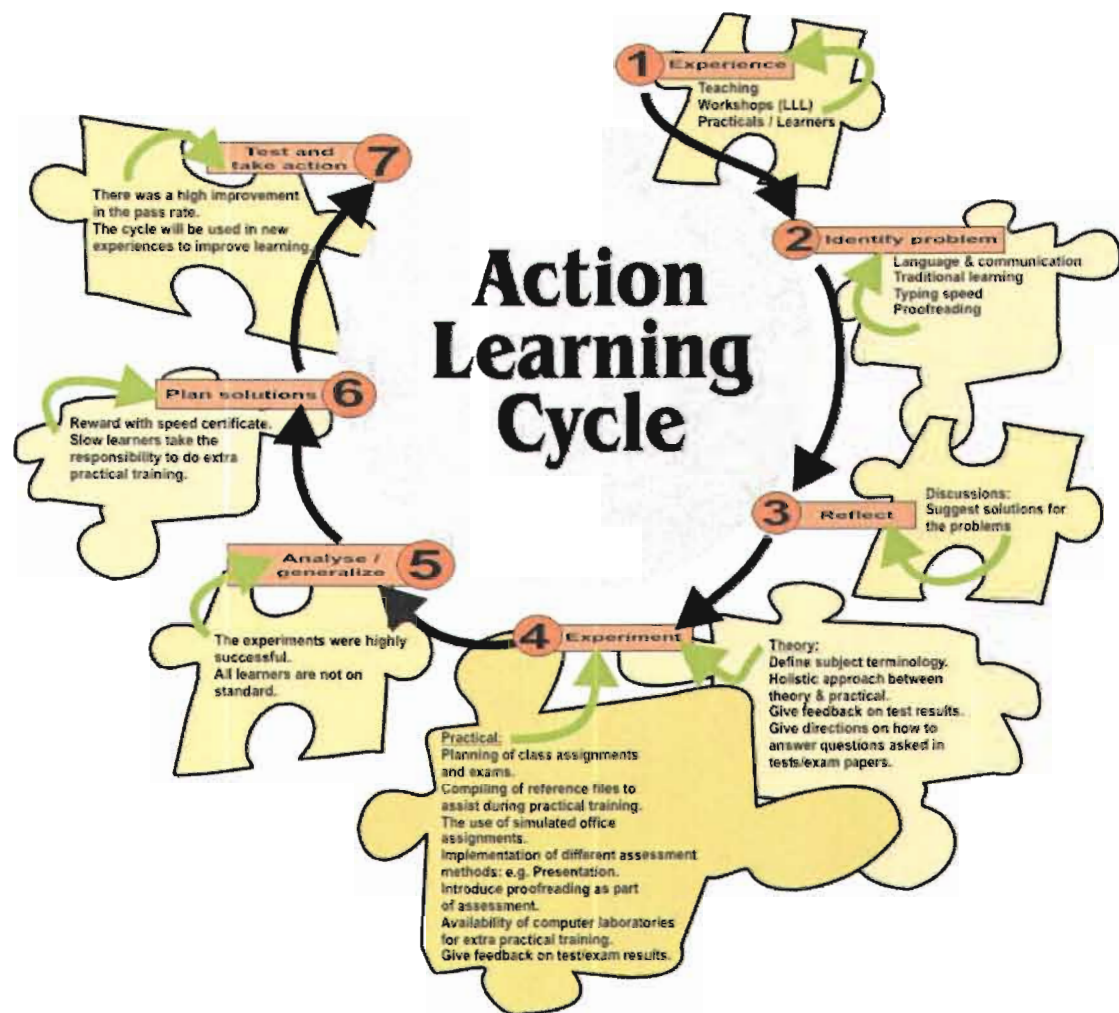 Action
Learning
Cycle
1 Experience
Teaching
Workshops (LLL)
Practicals / Learners
2 Identify problem
Language & communication
Traditional learning
Typing speed
Proofreading
3 Reflect
Discussions:
Suggest solutions for
the problems
4 Experiment
Theory:
Define subject terminology.
Holistic approach between
theory & practical.
Give feedback on test results.
Give directions on how to
answer questions asked in
tests/exam papers.
Practical:
Planning of class assignments
and exams.
Compiling of reference files to
assist during practical training.
The use of simulated office
assignments.
Implementation of different assessment
methods: e.g. Presentation.
Introduce proofreading as part
of assessment.
Availability of computer laboratories
for extra practical training.
Give feedback on test/exam results.
Analyse /
generalize 5
The experiments were highly
successful.
All learners are not on
standard.
Plan solutions 6
Reward with speed certificate.
Slow learners take the
responsibility to do extra
practical training.
Test and
take action 7
There was a high improvement
in the pass rate.
The cycle will be used in new
experiences to improve learning.